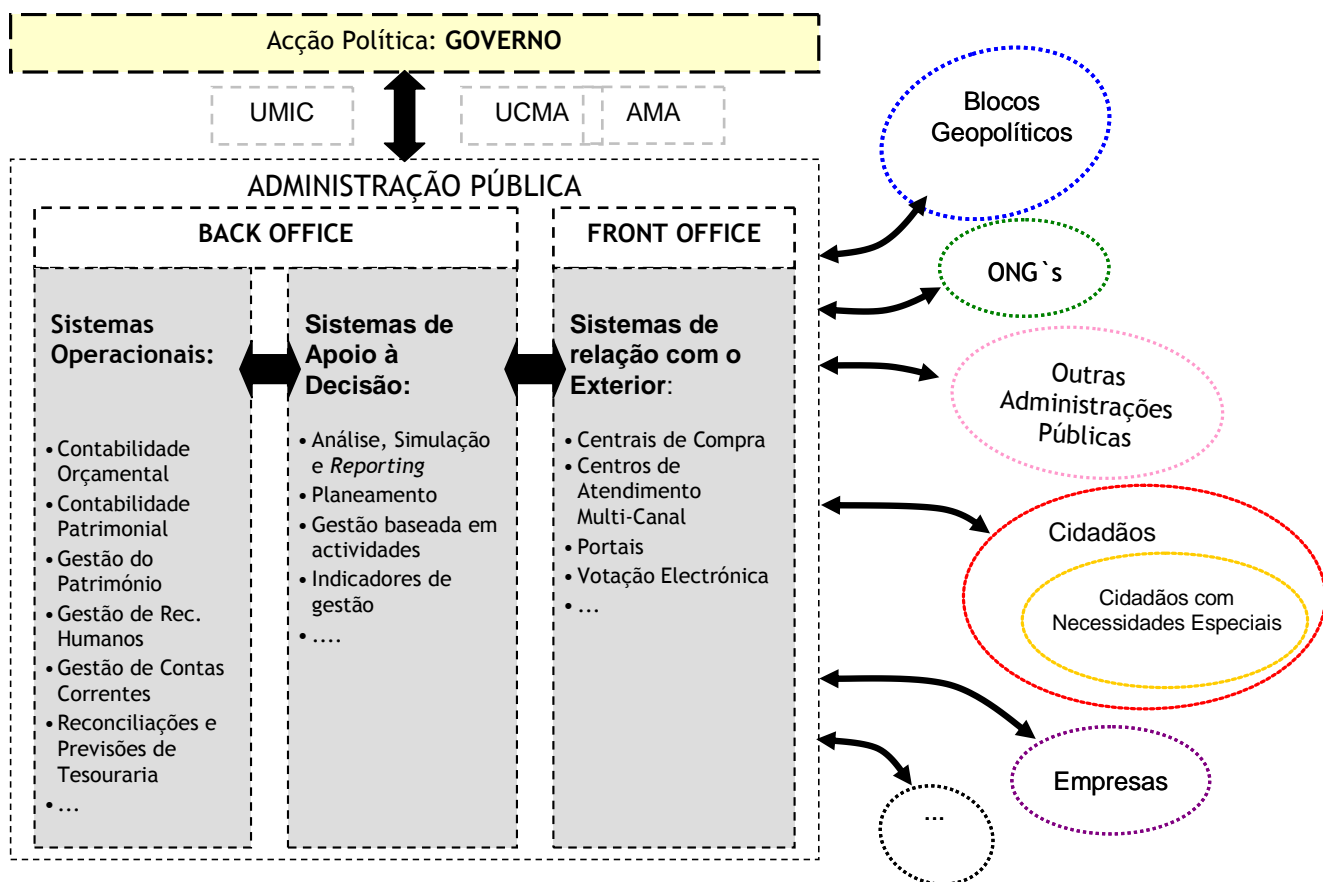 Acção Política: GOVERNO
UMIC
UCMA
AMA
ADMINISTRAÇÃO PÚBLICA
BACK OFFICE
FRONT OFFICE
Sistemas
Operacionais:
• Contabilidade
Orçamental
• Contabilidade
Patrimonial
• Gestão do
Património
• Gestão de Rec.
Humanos
• Gestão de Contas
Correntes
• Reconciliações e
Previsões de
Tesouraria
• ...
Sistemas de
Apoio à
Decisão:
• Análise, Simulação
e Reporting
• Planeamento
• Gestão baseada em
actividades
• Indicadores de
gestão
• ....
Sistemas de
relação com o
Exterior:
• Centrais de Compra
• Centros de
Atendimento
Multi-Canal
• Portais
• Votação Electrónica
• ...
Blocos
Geopolíticos
ONG`s
Outras
Administrações
Públicas
Cidadãos
Cidadãos com
Necessidades Especiais
Empresas
...